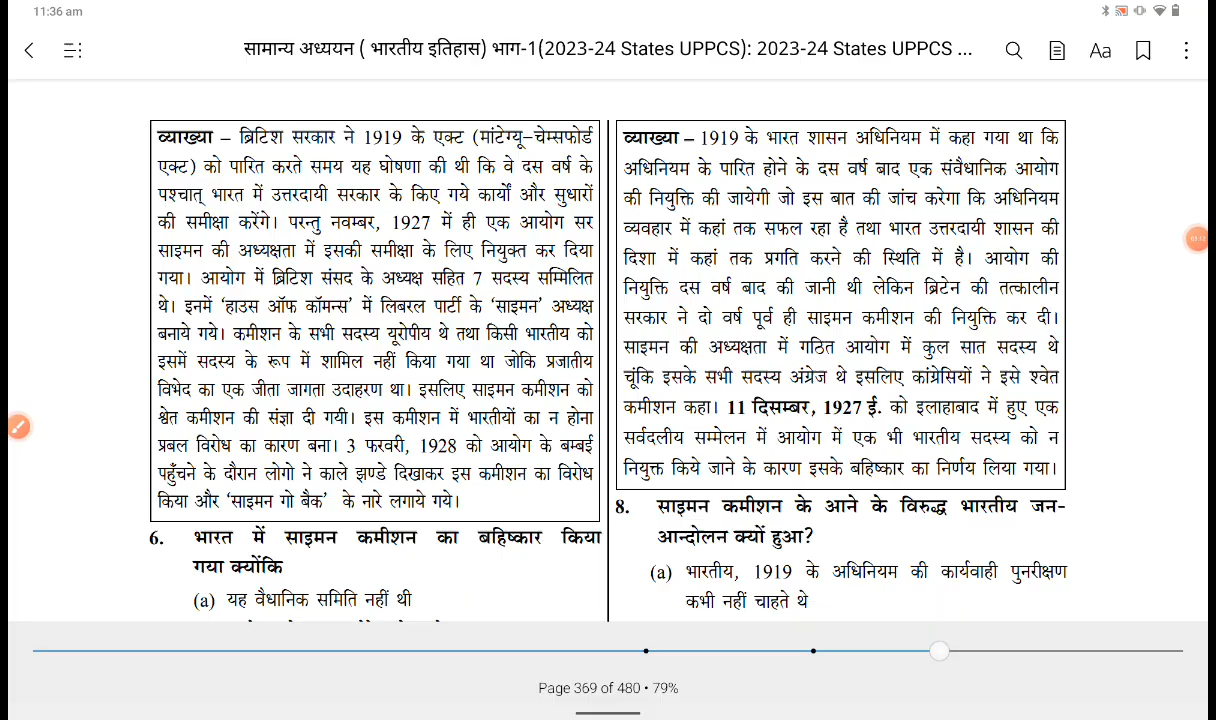 11:36 am
सामान्य अध्ययन ( भारतीय इतिहास) भाग-1(2023-24 States UPPCS): 2023-24 States UPPCS ...
Aa
व्याख्या – ब्रिटिश सरकार ने 1919 के एक्ट (मांटेग्यू-चेम्सफोर्ड
एक्ट) को पारित करते समय यह घोषणा की थी कि वे दस वर्ष के
पश्चात् भारत में उत्तरदायी सरकार के किए गये कार्यों और सुधारों
की समीक्षा करेंगे। परन्तु नवम्बर, 1927 में ही एक आयोग सर
साइमन की अध्यक्षता में इसकी समीक्षा के लिए नियुक्त कर दिया
गया। आयोग में ब्रिटिश संसद के अध्यक्ष सहित 7 सदस्य सम्मिलित
थे। इनमें ‘हाउस ऑफ कॉमन्स’ में लिबरल पार्टी के ‘साइमन’ अध्यक्ष
बनाये गये। कमीशन के सभी सदस्य यूरोपीय थे तथा किसी भारतीय को
इसमें सदस्य के रूप में शामिल नहीं किया गया था जोकि प्रजातीय
विभेद का एक जीता जागता उदाहरण था। इसलिए साइमन कमीशन को
श्वेत कमीशन की संज्ञा दी गयी। इस कमीशन में भारतीयों का न होना
प्रबल विरोध का कारण बना। 3 फरवरी, 1928 को आयोग के बम्बई
पहुँचने के दौरान लोगो ने काले झण्डे दिखाकर इस कमीशन का विरोध
किया और ‘साइमन गो बैक’ के नारे लगाये गये।
6. भारत में साइमन कमीशन का बहिष्कार किया
गया क्योंकि
(a) यह वैधानिक समिति नहीं थी
व्याख्या – 1919 के भारत शासन अधिनियम में कहा गया था कि
अधिनियम के पारित होने के दस वर्ष बाद एक संवैधानिक आयोग
की नियुक्ति की जायेगी जो इस बात की जांच करेगा कि अधिनियम
व्यवहार में कहां तक सफल रहा है तथा भारत उत्तरदायी शासन की
दिशा में कहां तक प्रगति करने की स्थिति में है। आयोग की
नियुक्ति दस वर्ष बाद की जानी थी लेकिन ब्रिटेन की तत्कालीन
सरकार ने दो वर्ष पूर्व ही साइमन कमीशन की नियुक्ति कर दी।
साइमन की अध्यक्षता में गठित आयोग में कुल सात सदस्य थे
चूंकि इसके सभी सदस्य अंग्रेज थे इसलिए कांग्रेसियों ने इसे श्वेत
कमीशन कहा। 11 दिसम्बर, 1927 ई. को इलाहाबाद में हुए एक
सर्वदलीय सम्मेलन में आयोग में एक भी भारतीय सदस्य को न
नियुक्त किये जाने के कारण इसके बहिष्कार का निर्णय लिया गया।
8. साइमन कमीशन के आने के विरुद्ध भारतीय जन-
आन्दोलन क्यों हुआ?
(a) भारतीय, 1919 के अधिनियम की कार्यवाही पुनरीक्षण
कभी नहीं चाहते थे
Page 369 of 480 • 79%